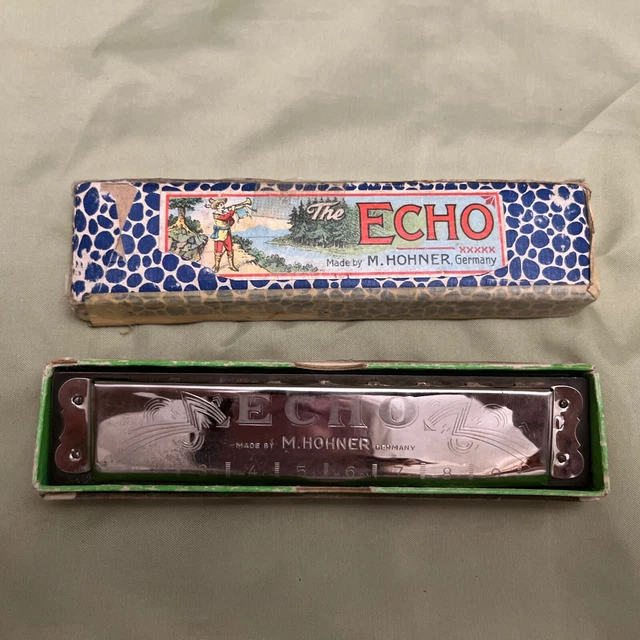 The ECHO
xxxxx
Made by M. HOHNER, Germany
ECHO
MADE BY M. HOHNER GERMANY
3 4 5 6 7 8 9